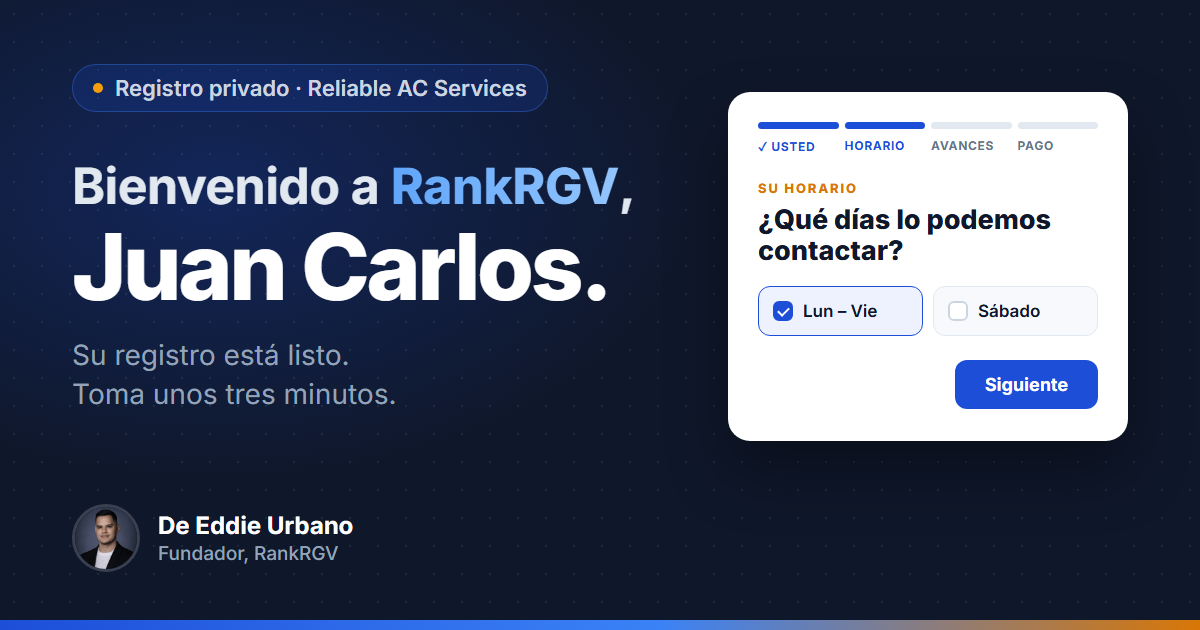 Registro privado · Reliable AC Services
Bienvenido a RankRGV,
Juan Carlos.
Su registro está listo.
Toma unos tres minutos.
De Eddie Urbano
Fundador, RankRGV
✓ USTED HORARIO AVANCES PAGO
SU HORARIO
¿Qué días lo podemos
contactar?
Lun – Vie Sábado
Siguiente